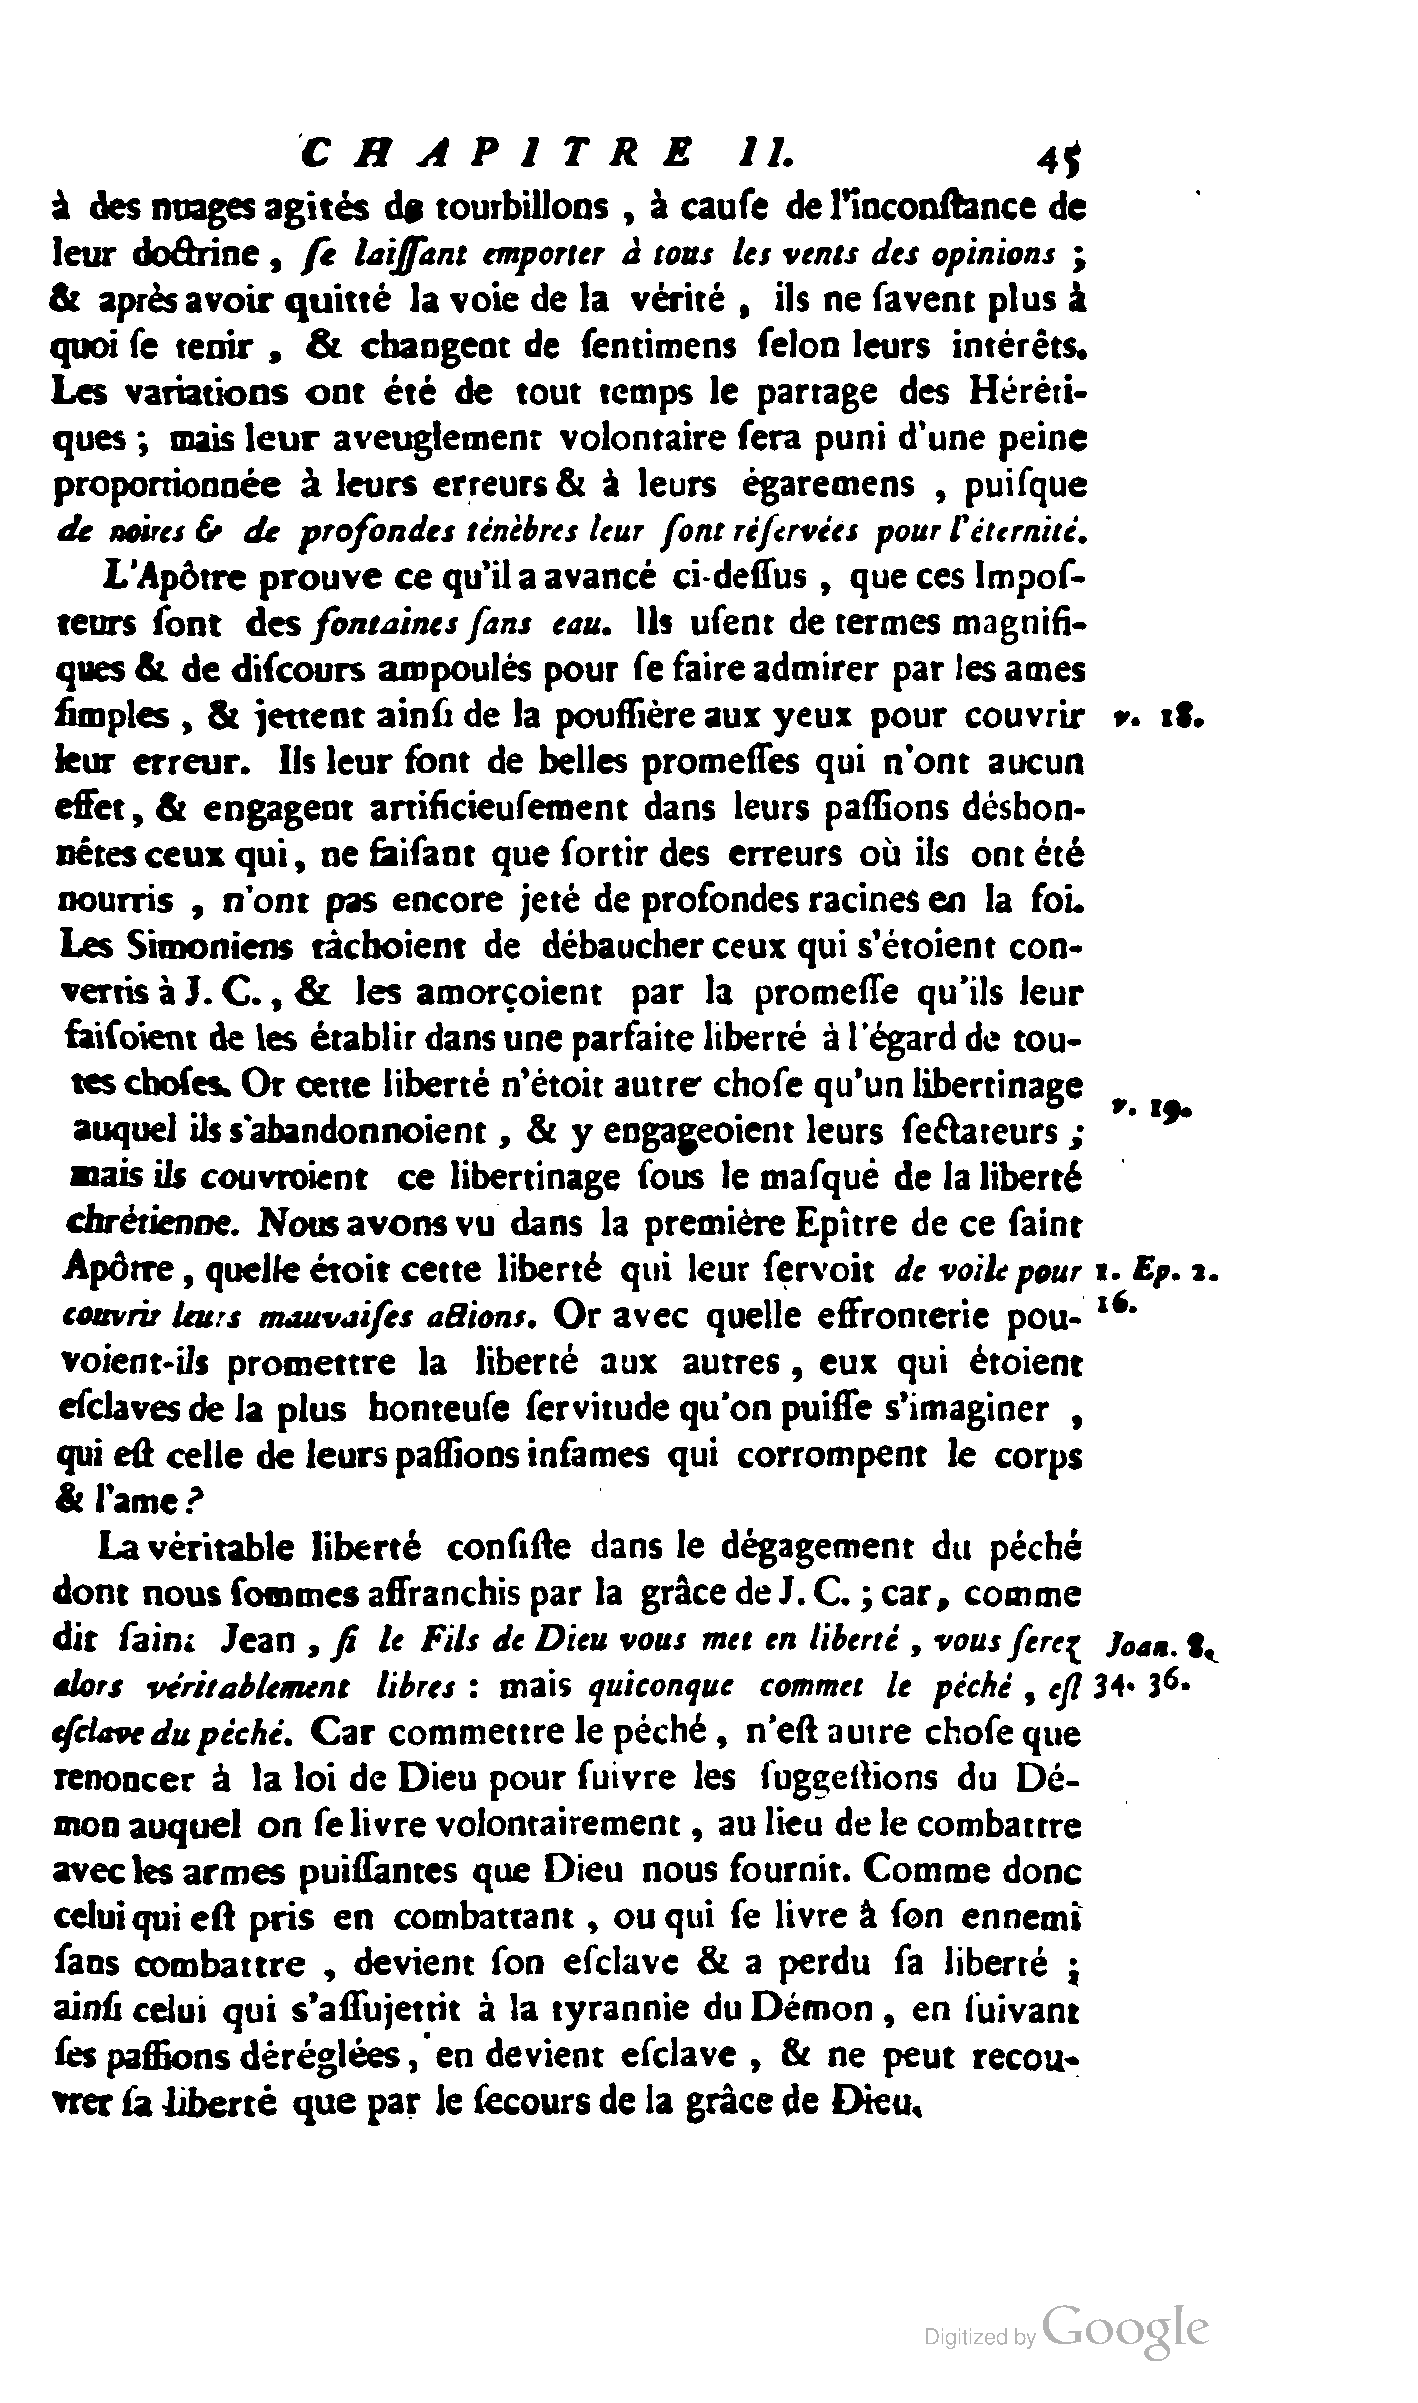 CHAPITRE II. 45
à des nuages agités de tourbillons, à cauſe de l'inconſtance de
leur doctrine, ſe laiſſant emporter à tous les vents des opinions ;
& après avoir quitté la voie de la vérité, ils ne ſavent plus à
quoi ſe tenir, & changent de ſentimens ſelon leurs intérêts.
Les variations ont été de tout temps le partage des Héréti-
ques ; mais leur aveuglement volontaire ſera puni d'une peine
proportionnée à leurs erreurs & à leurs égaremens, puiſque
de noires & de profondes ténèbres leur ſont réſervées pour l'éternité.
L'Apôtre prouve ce qu'il a avancé ci-deſſus, que ces Impoſ-
teurs ſont des fontaines ſans eau. Ils uſent de termes magnifi-
ques & de diſcours ampoulés pour ſe faire admirer par les ames
ſimples, & jettent ainſi de la pouſſière aux yeux pour couvrir v. 18.
leur erreur. Ils leur font de belles promeſſes qui n'ont aucun
effet, & engagent artificieuſement dans leurs paſſions déshon-
nêtes ceux qui, ne faiſant que ſortir des erreurs où ils ont été
nourris, n'ont pas encore jeté de profondes racines en la foi.
Les Simoniens tâchoient de débaucher ceux qui s'étoient con-
vertis à J. C., & les amorçoient par la promeſſe qu'ils leur
faiſoient de les établir dans une parfaite liberté à l'égard de tou-
tes choſes. Or cette liberté n'étoit autre choſe qu'un libertinage
auquel ils s'abandonnoient, & y engageoient leurs ſectateurs ; v. 19.
mais ils couvroient ce libertinage ſous le maſque de la liberté
chrétienne. Nous avons vu dans la première Epître de ce ſaint
Apôtre, quelle étoit cette liberté qui leur ſervoit de voile pour 1. Ep. 2.
couvrir leurs mauvaiſes actions. Or avec quelle effronterie pou- 16.
voient-ils promettre la liberté aux autres, eux qui étoient
eſclaves de la plus honteuſe ſervitude qu'on puiſſe s'imaginer,
qui eſt celle de leurs paſſions infames qui corrompent le corps
& l'ame ?
La véritable liberté conſiſte dans le dégagement du péché
dont nous ſommes affranchis par la grâce de J. C. ; car, comme
dit ſaint Jean, ſi le Fils de Dieu vous met en liberté, vous ſerez Joan. 8.
alors véritablement libres : mais quiconque commet le péché, eſt 34. 36.
eſclave du péché. Car commettre le péché, n'eſt autre choſe que
renoncer à la loi de Dieu pour ſuivre les ſuggeſtions du Dé-
mon auquel on ſe livre volontairement, au lieu de le combattre
avec les armes puiſſantes que Dieu nous fournit. Comme donc
celui qui eſt pris en combattant, ou qui ſe livre à ſon ennemi
ſans combattre, devient ſon eſclave & a perdu ſa liberté ;
ainſi celui qui s'aſſujettit à la tyrannie du Démon, en ſuivant
ſes paſſions déréglées, en devient eſclave, & ne peut recou-
vrer ſa liberté que par le ſecours de la grâce de Dieu.
Digitized by Google